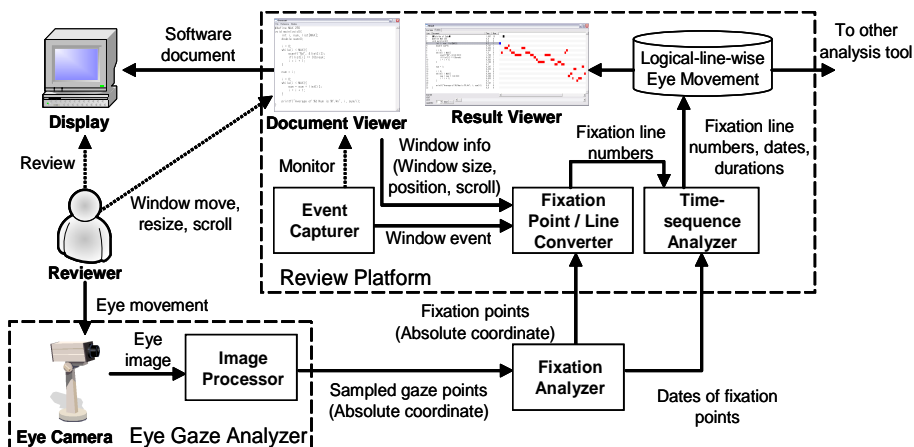 Software
document
Display
Document Viewer
Result Viewer
Logical-line-wise
Eye Movement
To other
analysis tool
Review
Reviewer
Window move,
resize, scroll
Monitor
Window info
(Window size,
position, scroll)
Fixation line
numbers
Fixation line
numbers, dates,
durations
Event
Capturer
Window event
Fixation
Point / Line
Converter
Time-
sequence
Analyzer
Review Platform
Eye movement
Eye
image
Image
Processor
Eye Camera
Eye Gaze Analyzer
Sampled gaze points
(Absolute coordinate)
Fixation points
(Absolute coordinate)
Fixation
Analyzer
Dates of fixation
points